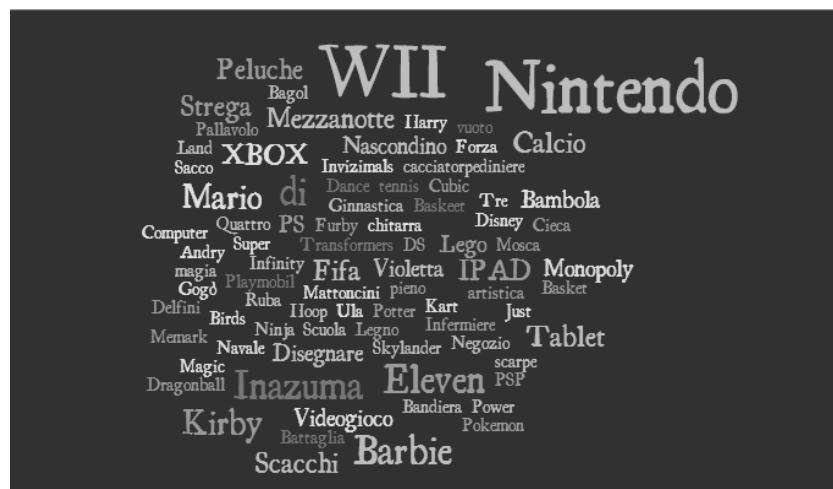 Peluche WII Nintendo
Bagol
Strega Mezzanotte Harry vuoto
Pallavolo
Land XBOX Nascondino Forza Calcio
Sacco Invizimals cacciatorpediniere
Mario di Dance tennis Cubic
Ginnastica Baskeet Tre Bambola
Computer Quattro PS Furby chitarra Disney Cieca
Andry Super Transformers DS Lego Mosca
magia Infinity Fifa Violetta IPAD Monopoly
Gogò Playmobil Mattoncini pieno artistica Basket
Delfini Ruba Hoop Ula Potter Kart Just
Birds Ninja Scuola Legno Infermiere
Memark Navale Disegnare Skylander Negozio Tablet
Magic scarpe
Dragonball Inazuma Eleven PSP
Kirby Videogioco Bandiera Power
Battaglia Pokemon
Scacchi Barbie